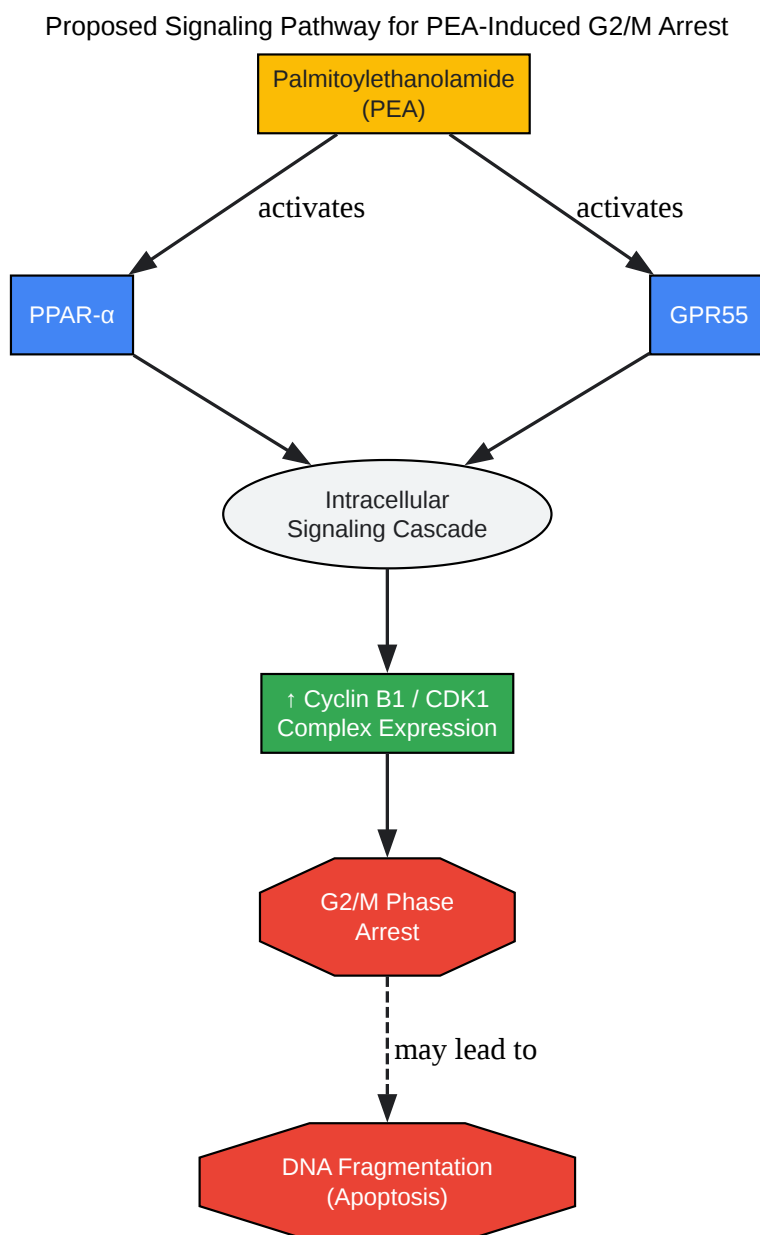 Proposed Signaling Pathway for PEA-Induced G2/M Arrest
Palmitoylethanolamide
(PEA)
activates
activates
PPAR-α
GPR55
Intracellular
Signaling Cascade
↑ Cyclin B1 / CDK1
Complex Expression
G2/M Phase
Arrest
may lead to
DNA Fragmentation
(Apoptosis)